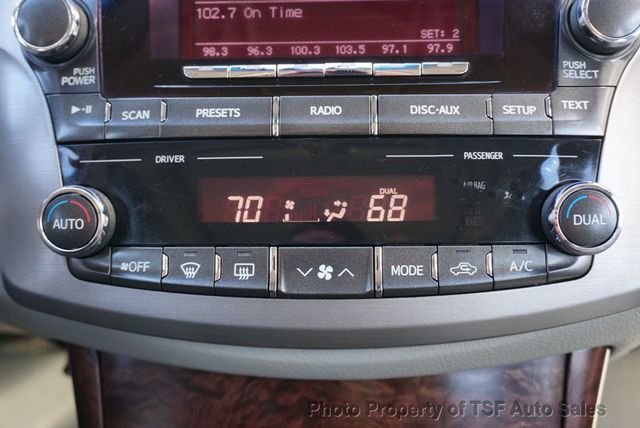 102.7 On Time
SET: 2
98.3 96.3 100.3 103.5 97.1 97.9
PUSH POWER
PUSH SELECT
SCAN PRESETS RADIO DISC·AUX SETUP TEXT
DRIVER PASSENGER
AUTO
70 DUAL 68
AIR BAG
DUAL
OFF MODE A/C
Photo Property of TSF Auto Sales